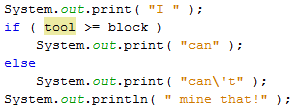 System.out.print( "I " );
if ( tool >= block )
    System.out.print( "can" );
else
    System.out.print( "can\'t" );
System.out.println( " mine that!" );